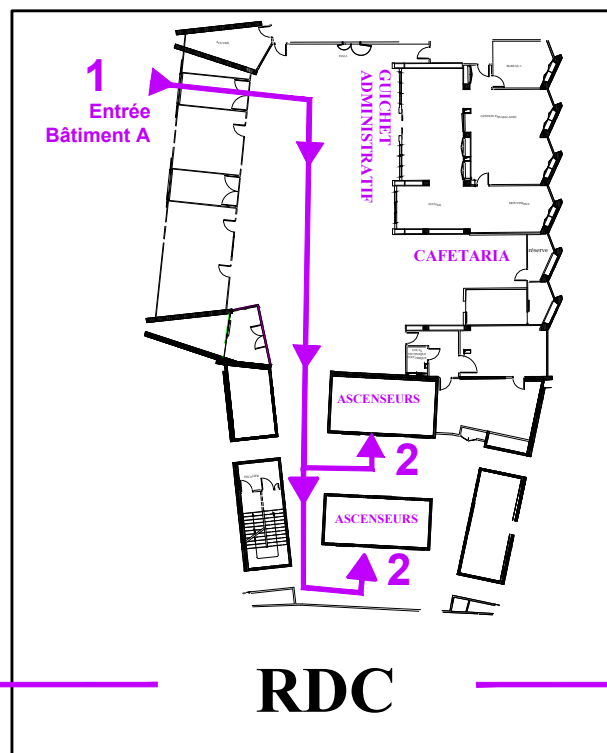 1
Entrée
Bâtiment A
GUICHET
ADMINISTRATIF
CAFETARIA
réserve
ASCENSEURS
2
ASCENSEURS
2
RDC